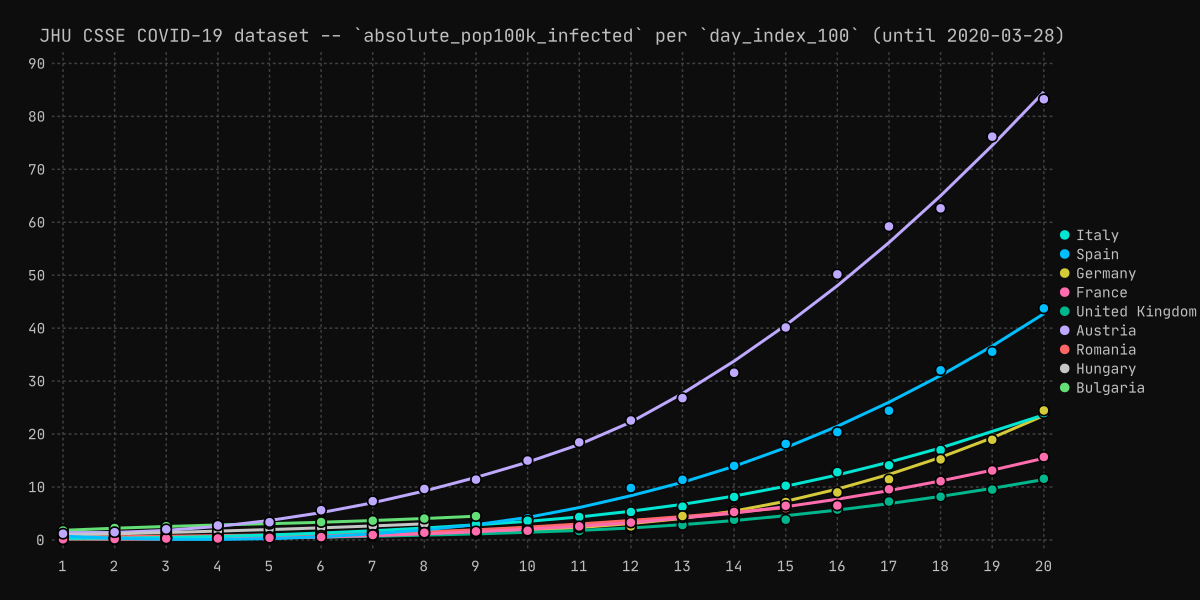 JHU CSSE COVID-19 dataset -- `absolute_pop100k_infected` per `day_index_100` (until 2020-03-28)
90
80
70
60
50
40
30
20
10
0
1 2 3 4 5 6 7 8 9 10 11 12 13 14 15 16 17 18 19 20
Italy
Spain
Germany
France
United Kingdom
Austria
Romania
Hungary
Bulgaria